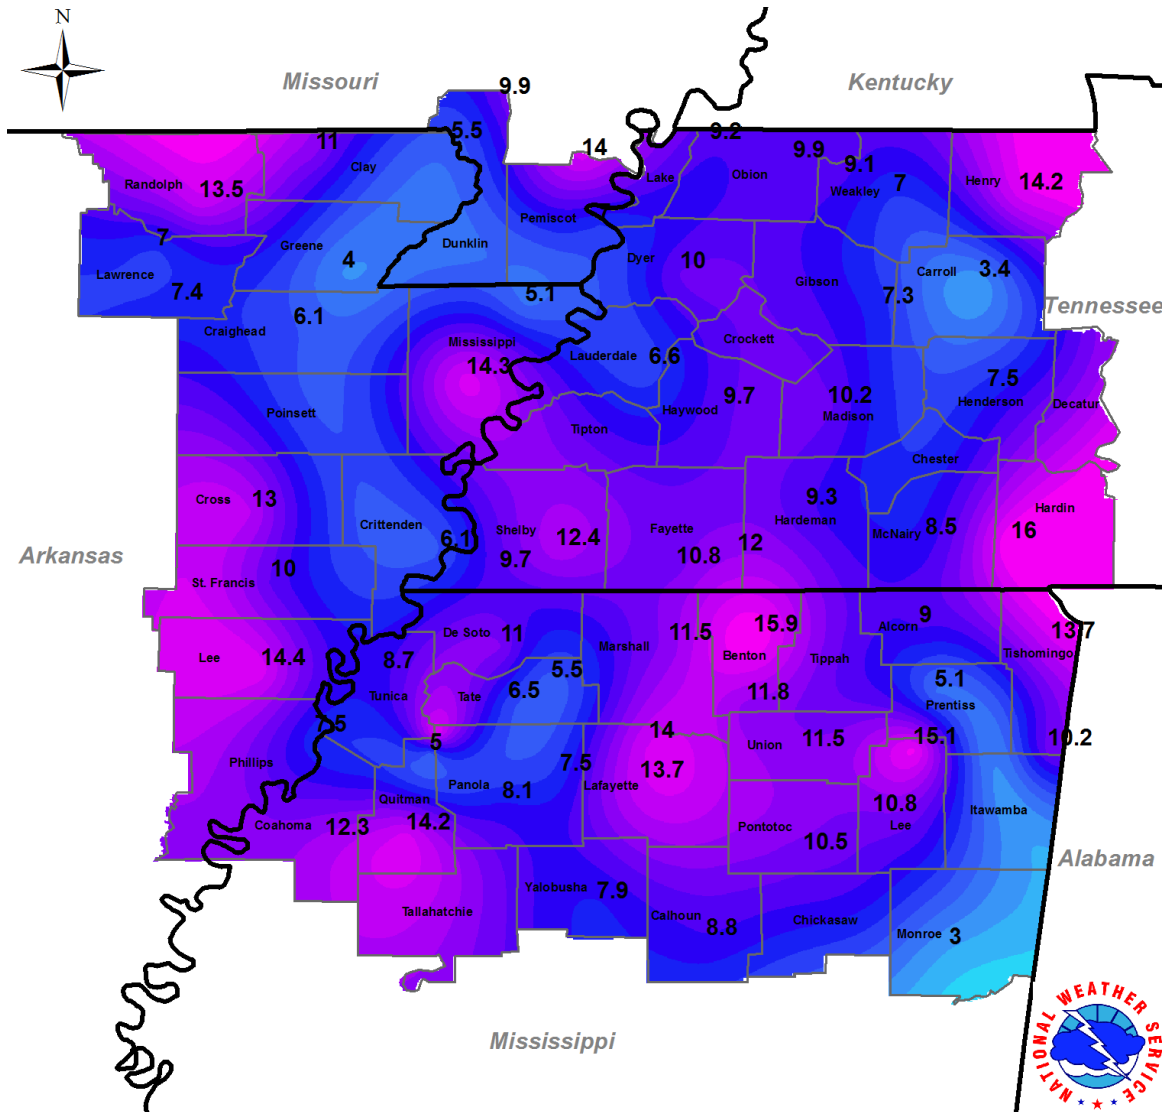 N
Missouri
9.9
Kentucky
11
5.5
14
9.2
9.9
9.1
Clay
Randolph
13.5
Lake
Obion
Weakley
7
Henry
14.2
7
Greene
4
Dunklin
Pemiscot
Dyer
10
Gibson
Carroll
3.4
Lawrence
7.4
5.1
7.3
Tennessee
Craighead
6.1
Mississippi
14.3
Lauderdale
6.6
Crockett
7.5
Poinsett
Haywood
9.7
10.2
Madison
Henderson
Decatur
Tipton
Chester
Cross
13
Crittenden
6.1
Shelby
12.4
9.7
Fayette
10.8
12
9.3
Hardeman
McNairy
8.5
Hardin
16
Arkansas
St. Francis
10
Lee
14.4
8.7
De Soto
11
Marshall
11.5
15.9
Benton
Tippah
9
Alcorn
13.7
Tishomingo
Tunica
Tate
6.5
5.5
11.8
5.1
Prentiss
7.5
5
14
Union
11.5
15.1
10.2
Phillips
Panola
8.1
7.5
Lafayette
13.7
Quitman
Coahoma
12.3
14.2
Pontotoc
10.5
10.8
Lee
Itawamba
Alabama
Tallahatchie
Yalobusha
7.9
Calhoun
8.8
Chickasaw
Monroe
3
Mississippi
NATIONAL WEATHER SERVICE